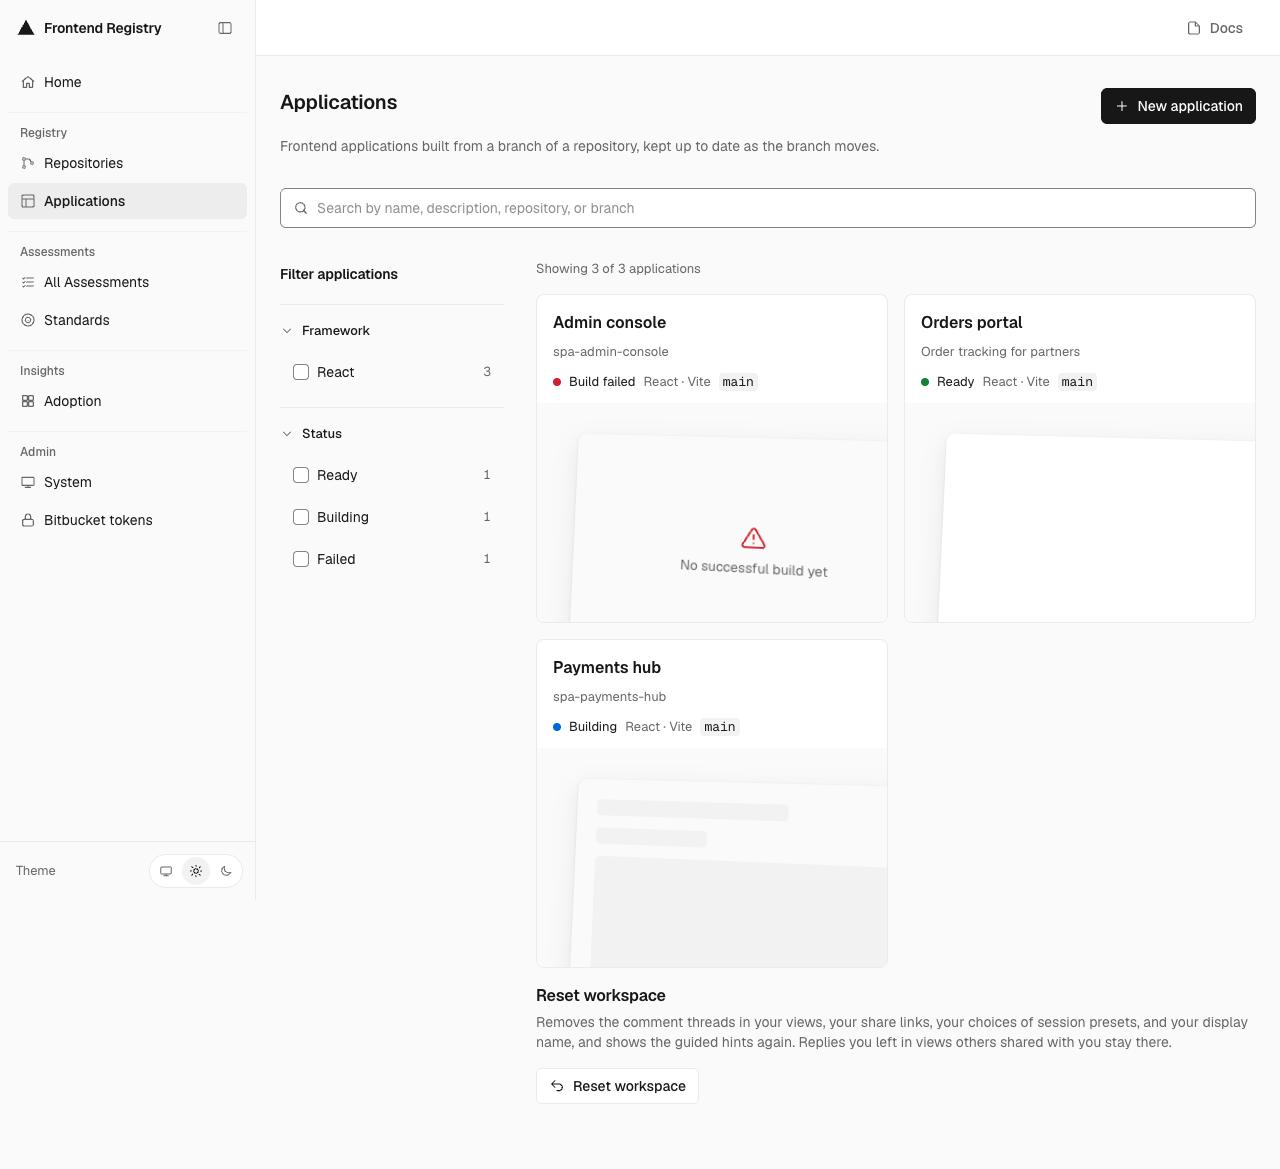 Frontend Registry
Docs
Home
Registry
Repositories
Applications
Assessments
All Assessments
Standards
Insights
Adoption
Admin
System
Bitbucket tokens
Theme
Applications
New application
Frontend applications built from a branch of a repository, kept up to date as the branch moves.
Search by name, description, repository, or branch
Filter applications
Framework
React 3
Status
Ready 1
Building 1
Failed 1
Showing 3 of 3 applications
Admin console
spa-admin-console
Build failed React · Vite main
No successful build yet
Orders portal
Order tracking for partners
Ready React · Vite main
Payments hub
spa-payments-hub
Building React · Vite main
Reset workspace
Removes the comment threads in your views, your share links, your choices of session presets, and your display
name, and shows the guided hints again. Replies you left in views others shared with you stay there.
Reset workspace